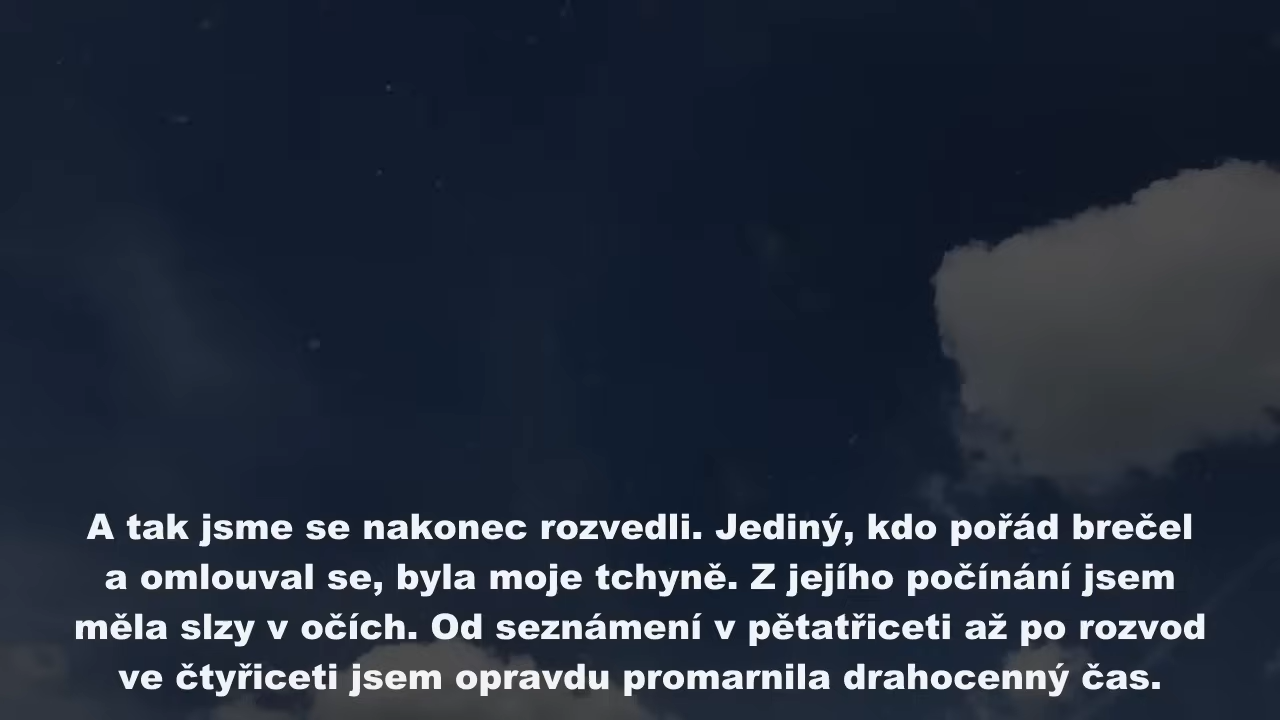 A tak jsme se nakonec rozvedli. Jediný, kdo pořád brečel
a omlouval se, byla moje tchyně. Z jejího počínání jsem
měla slzy v očích. Od seznámení v pětatřiceti až po rozvod
ve čtyřiceti jsem opravdu promarnila drahocenný čas.